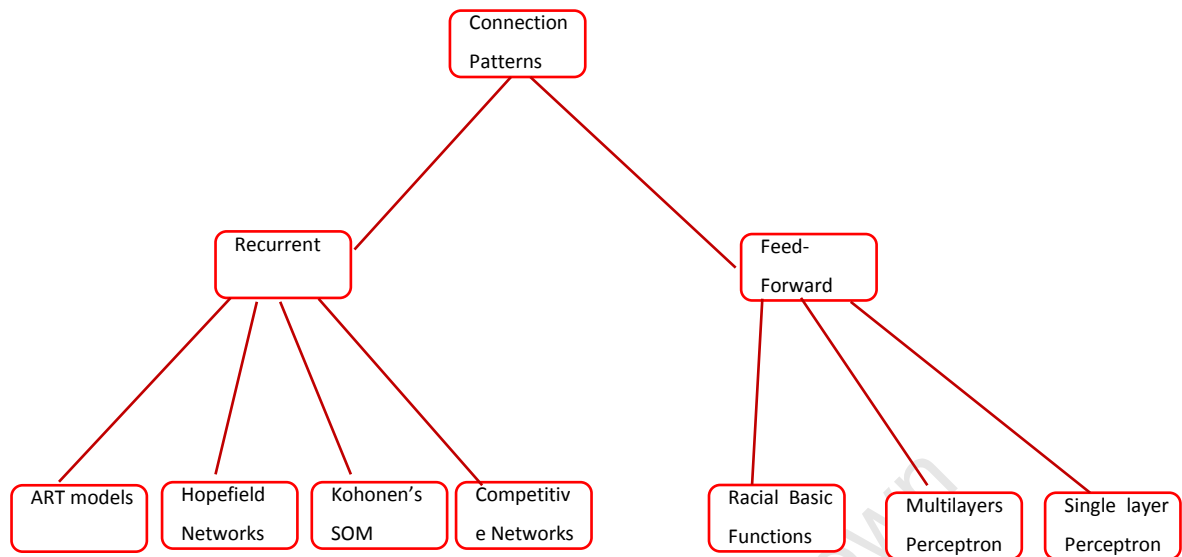 Connection
Patterns
Recurrent
Feed-
Forward
ART models
Hopefield
Networks
Kohonen's
SOM
Competitiv
e Networks
Racial Basic
Functions
Multilayers
Perceptron
Single layer
Perceptron